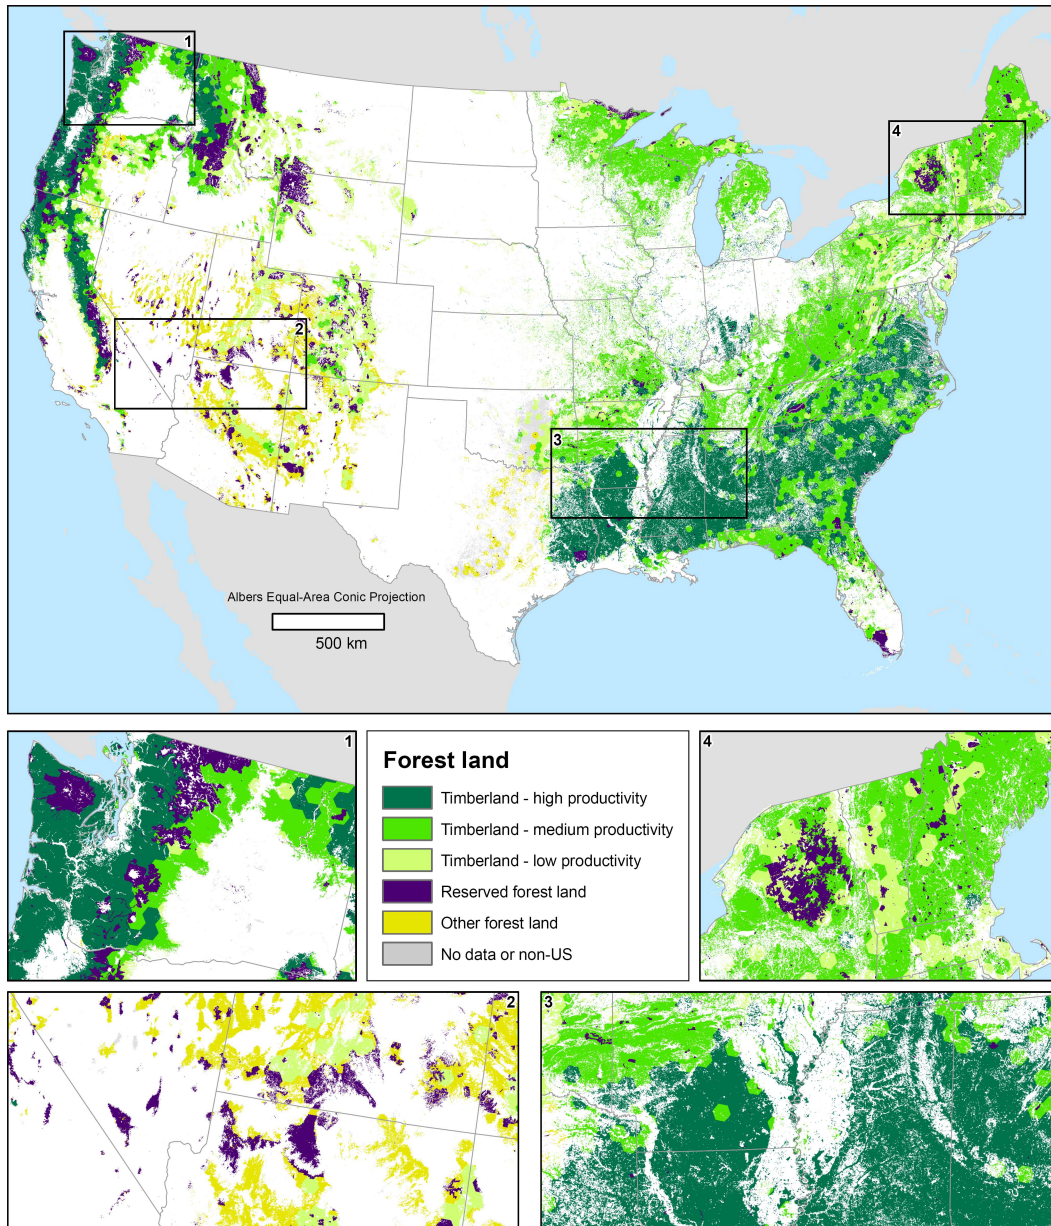 1
4
2
3
Albers Equal-Area Conic Projection
500 km
1
Forest land
Timberland - high productivity
Timberland - medium productivity
Timberland - low productivity
Reserved forest land
Other forest land
No data or non-US
4
2
3